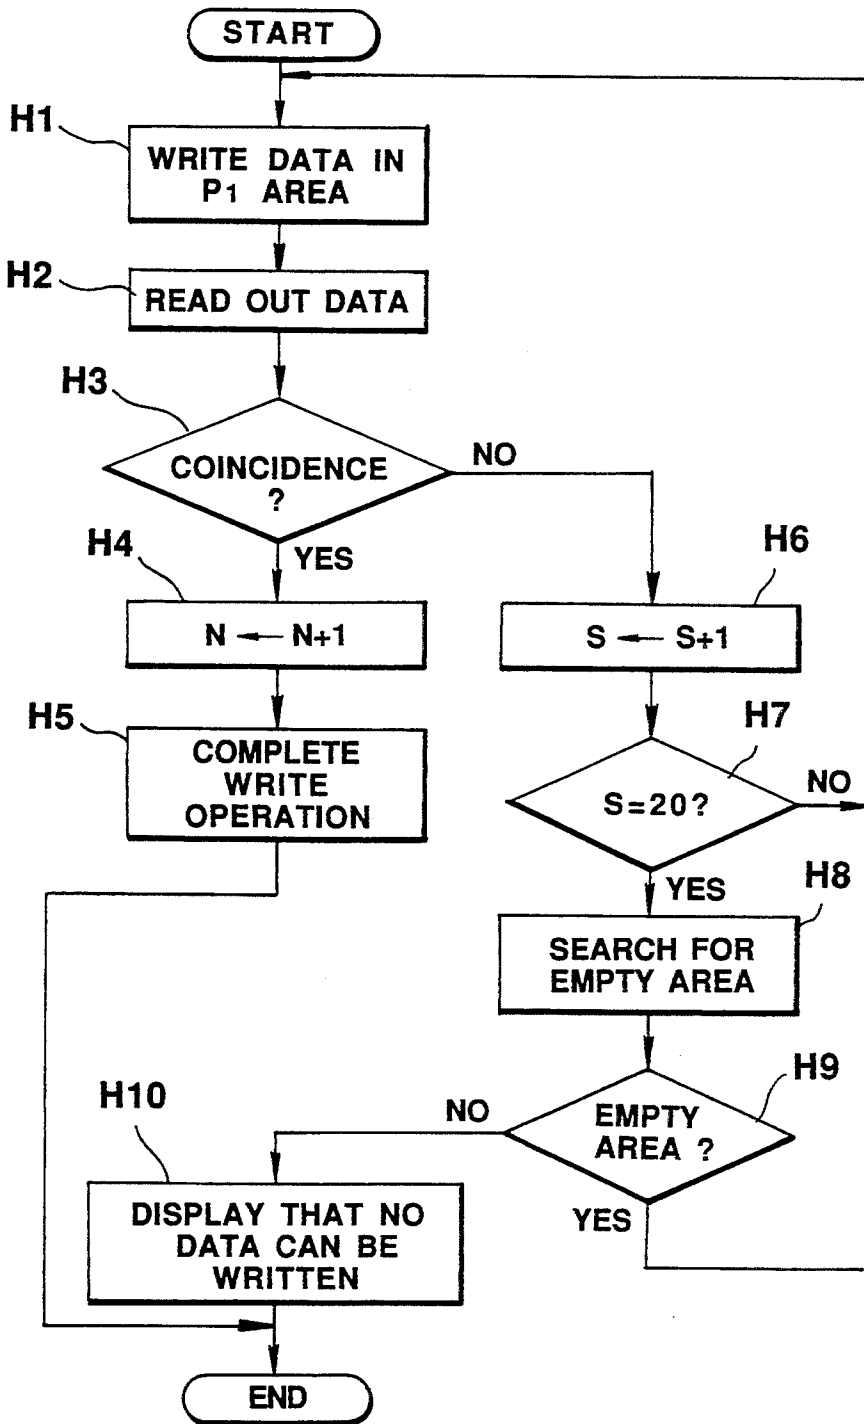 START
H1
WRITE DATA IN
P1 AREA
H2
READ OUT DATA
H3
COINCIDENCE
?
NO
YES
H4
N ← N+1
H6
S ← S+1
H5
COMPLETE
WRITE
OPERATION
H7
S=20?
NO
YES
H8
SEARCH FOR
EMPTY AREA
H9
EMPTY
AREA ?
NO
YES
H10
DISPLAY THAT NO
DATA CAN BE
WRITTEN
END